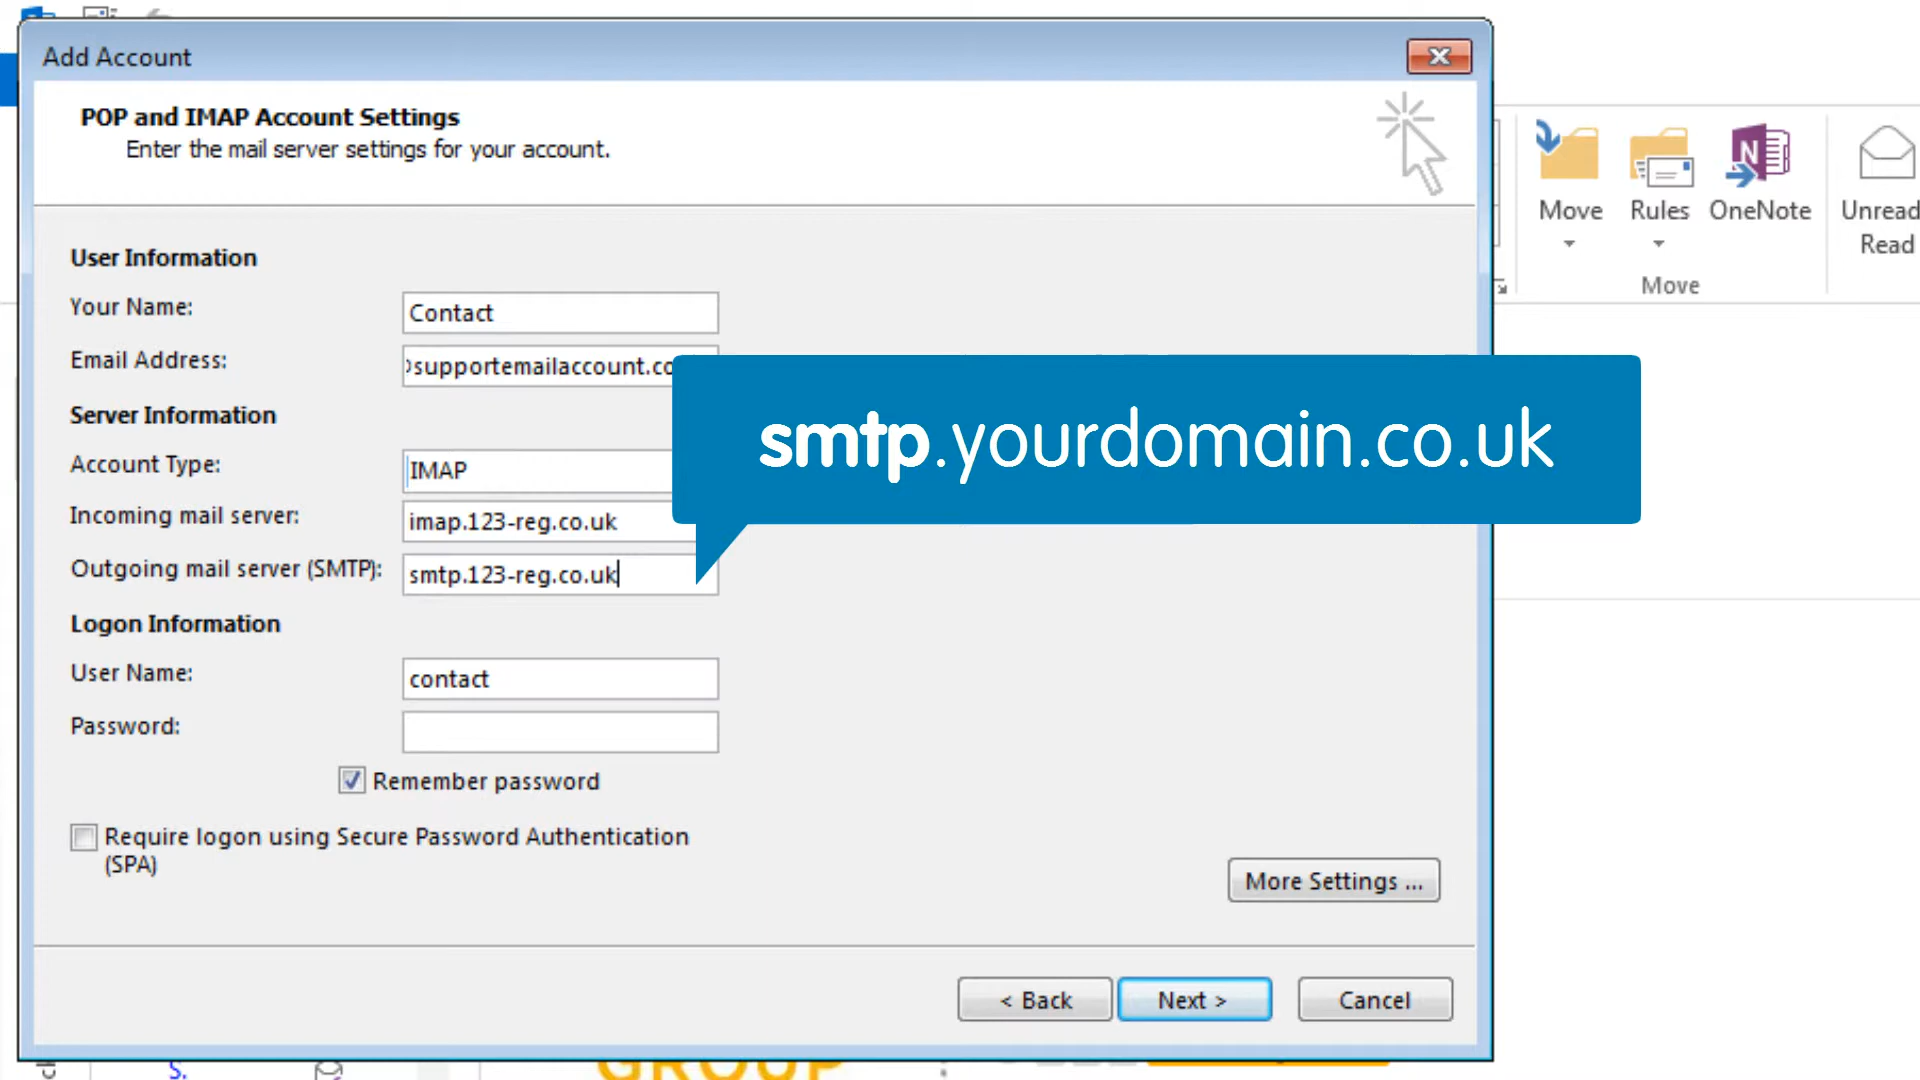 Add Account
POP and IMAP Account Settings
Enter the mail server settings for your account.
Move
Rules
OneNote
Unread
Read
Move
User Information
Your Name:
Contact
Email Address:
supportemailaccount.co
smtp.yourdomain.co.uk
Server Information
Account Type:
IMAP
Incoming mail server:
imap.123-reg.co.uk
Outgoing mail server (SMTP):
smtp.123-reg.co.uk
Logon Information
User Name:
contact
Password:
Remember password
Require logon using Secure Password Authentication
(SPA)
More Settings ...
< Back
Next >
Cancel
S.
GROUP